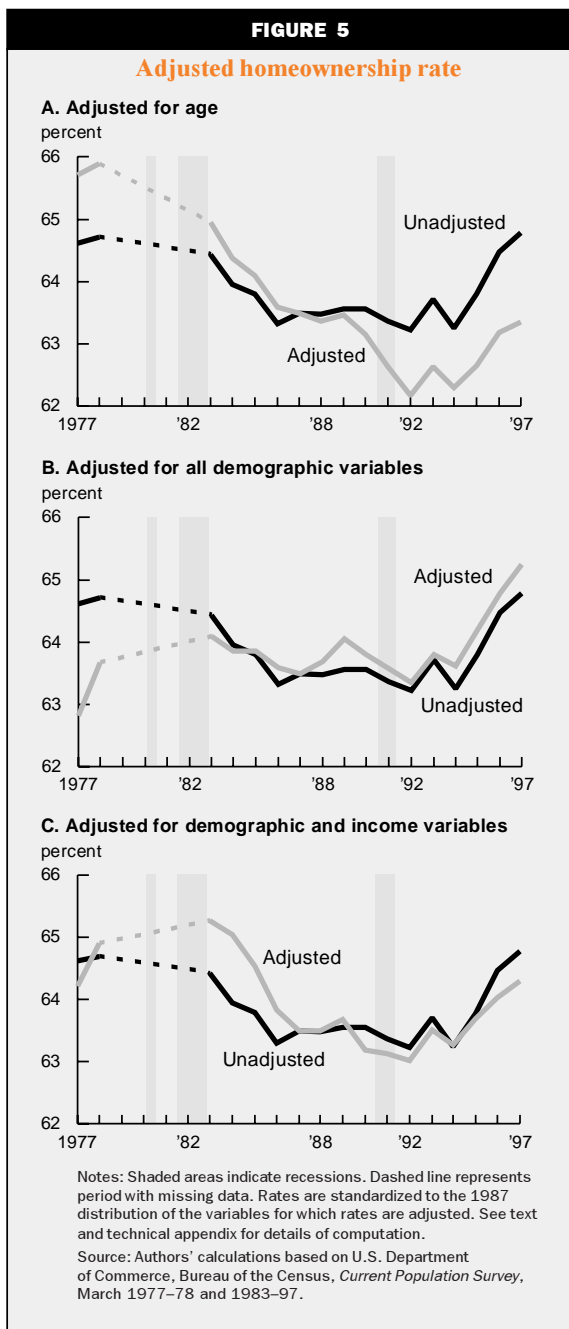 FIGURE 5
Adjusted homeownership rate
A. Adjusted for age
percent
66
65
64
63
62
Unadjusted
Adjusted
1977 '82 '88 '92 '97
B. Adjusted for all demographic variables
percent
66
65
64
63
62
Adjusted
Unadjusted
1977 '82 '88 '92 '97
C. Adjusted for demographic and income variables
percent
66
65
64
63
62
Adjusted
Unadjusted
1977 '82 '88 '92 '97
Notes: Shaded areas indicate recessions. Dashed line represents
period with missing data. Rates are standardized to the 1987
distribution of the variables for which rates are adjusted. See text
and technical appendix for details of computation.
Source: Authors' calculations based on U.S. Department
of Commerce, Bureau of the Census, Current Population Survey,
March 1977–78 and 1983–97.